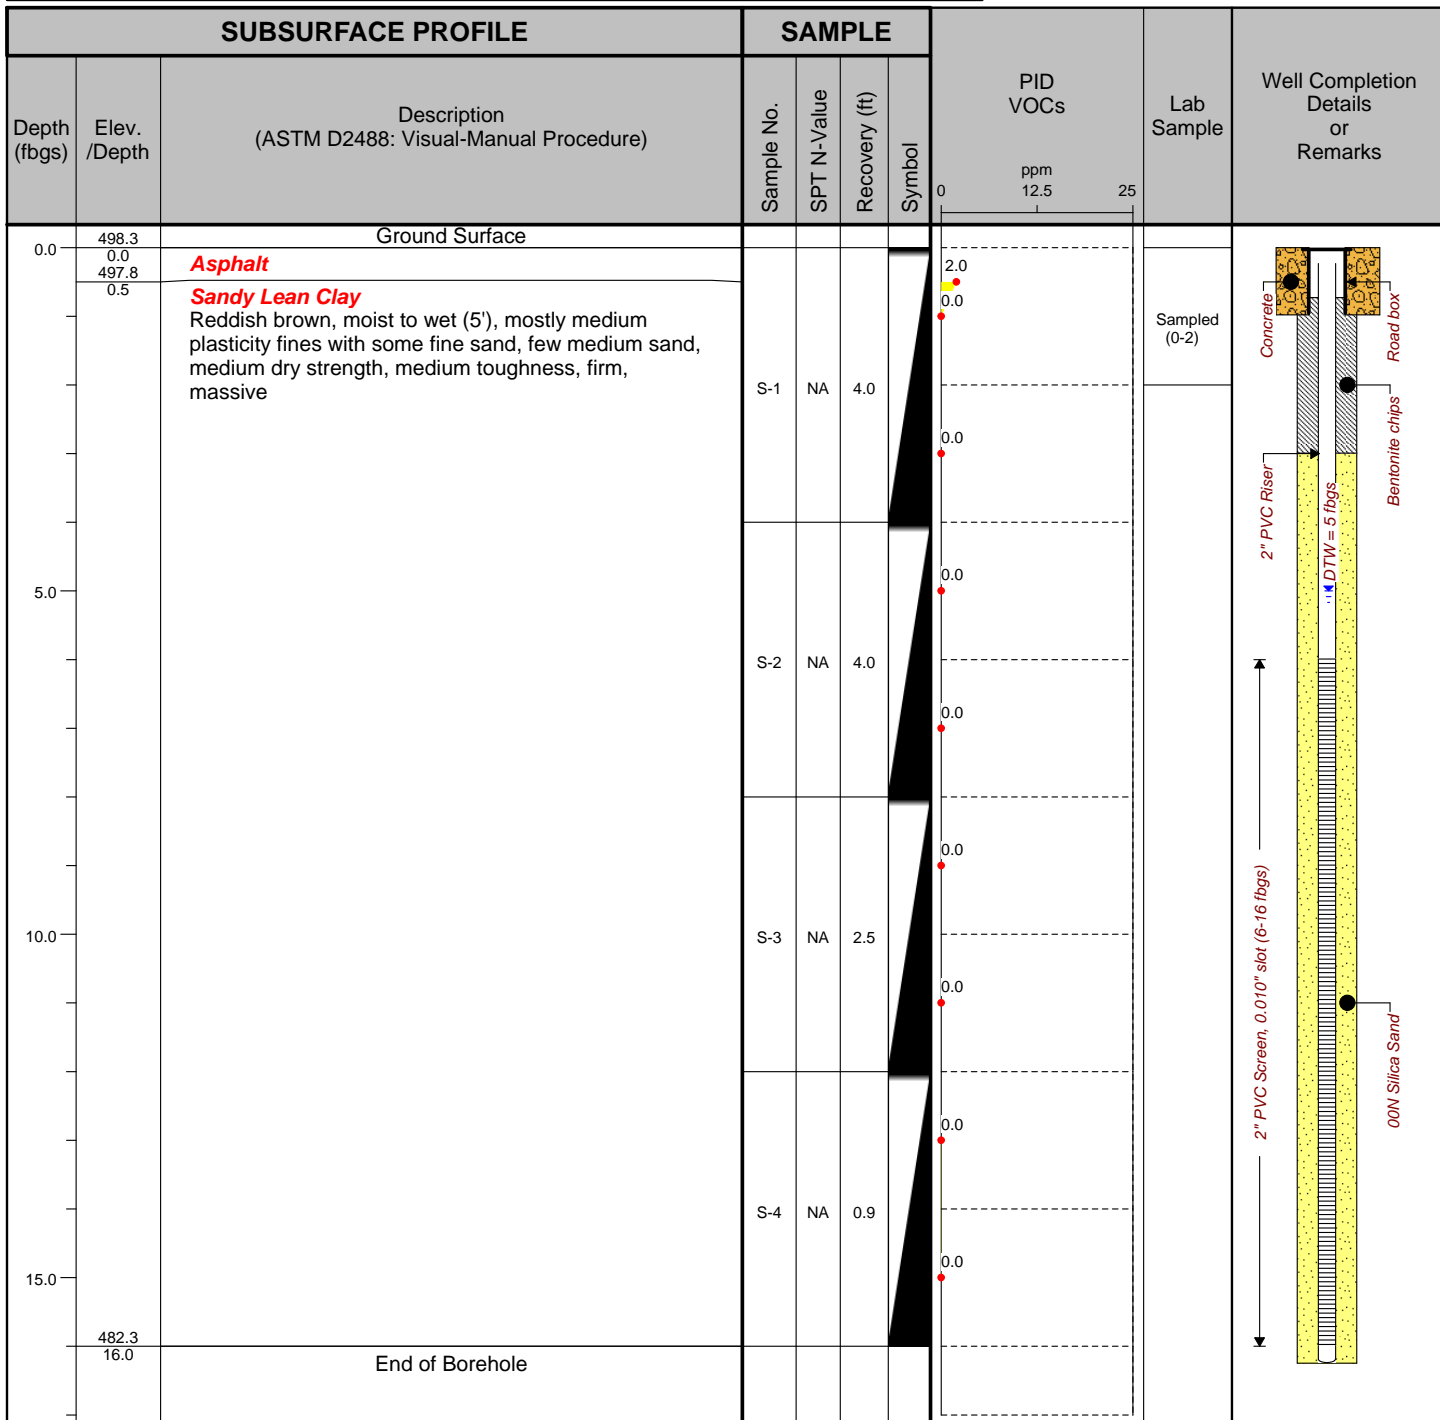 SUBSURFACE PROFILE
SAMPLE
Depth
(fbgs)
Elev.
/Depth
Description
(ASTM D2488: Visual-Manual Procedure)
Sample No.
SPT N-Value
Recovery (ft)
Symbol
PID
VOCs
ppm
0 12.5 25
Lab
Sample
Well Completion
Details
or
Remarks
0.0
498.3
0.0
Ground Surface
497.8
0.5
Asphalt
Sandy Lean Clay
Reddish brown, moist to wet (5'), mostly medium
plasticity fines with some fine sand, few medium sand,
medium dry strength, medium toughness, firm,
massive
S-1 NA 4.0
2.0
0.0
0.0
Sampled
(0-2)
Concrete
Road box
Bentonite chips
2" PVC Riser
DTW = 5 fbgs
5.0
S-2 NA 4.0
0.0
0.0
10.0
S-3 NA 2.5
0.0
0.0
2" PVC Screen, 0.010" slot (6-16 fbgs)
00N Silica Sand
S-4 NA 0.9
0.0
0.0
15.0
482.3
16.0
End of Borehole